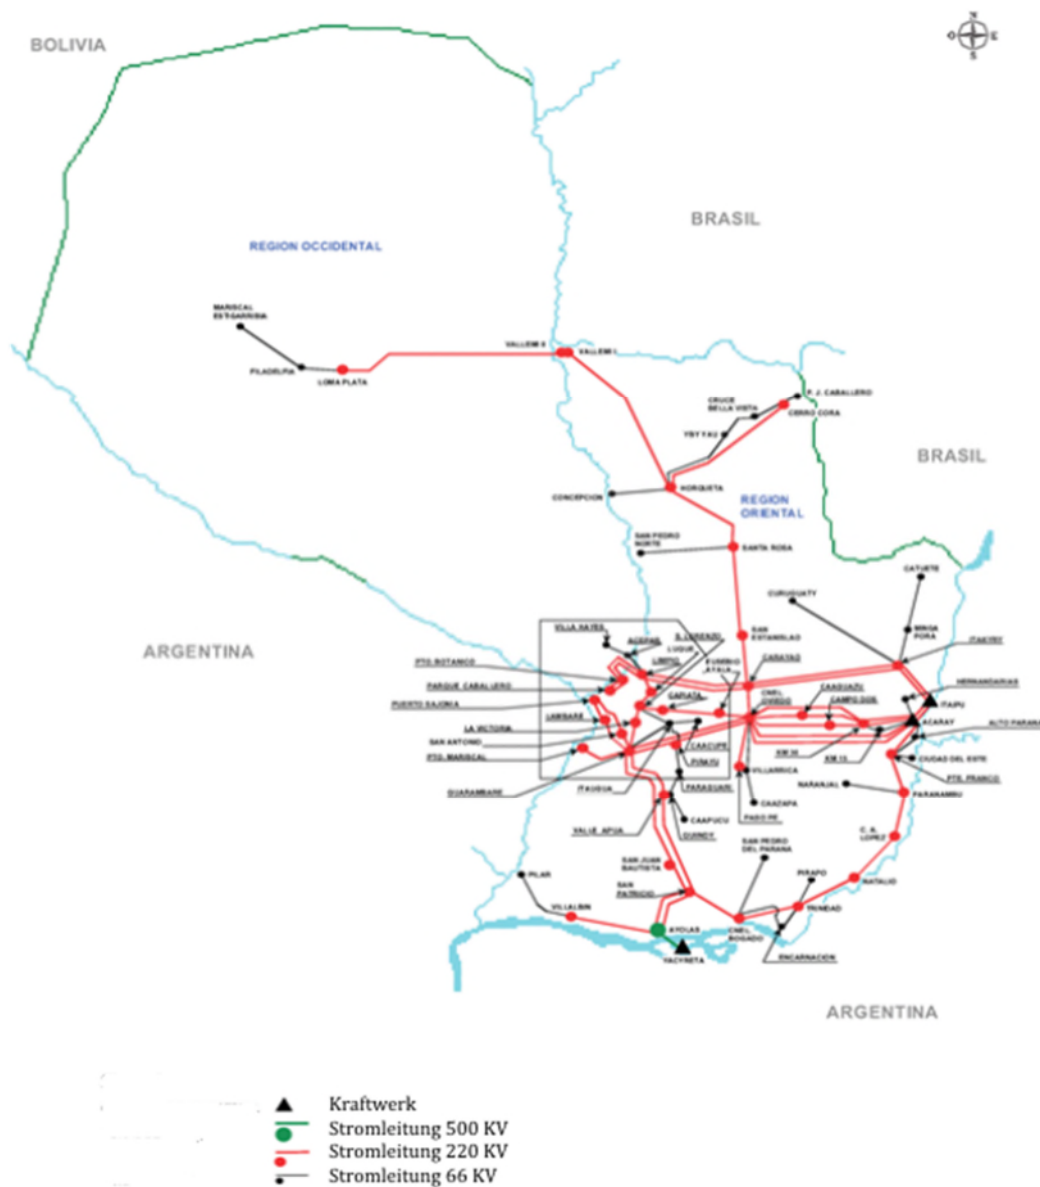 N
O
E
S
BOLIVIA
BRASIL
REGION OCCIDENTAL
MARISCAL
ESTIGARRIBIA
FILADELFIA
LOMA PLATA
VALLEMI II
VALLEMI I
P. J. CABALLERO
CRUCE
BELLA VISTA
CERRO CORA
YBY YAU
BRASIL
CONCEPCION
HORQUETA
REGION
ORIENTAL
SAN PEDRO
NORTE
SANTA ROSA
CATUETE
CURUGUATY
ARGENTINA
VILLA HAYES
ACEPAR
S. LORENZO
LUQUE
SAN
ESTANISLAO
ITAKYRY
PTO. BOTANICO
LIMPIO
EUSEBIO
AYALA
CARAYAO
HERNANDARIAS
PARQUE CABALLERO
CAPIATA
CNEL.
OVIEDO
CAAGUAZU
CAMPO DOS
ITAIPU
PUERTO SAJONIA
LAMBARE
ACARAY
ALTO PARANA
LA VICTORIA
SAN ANTONIO
CAACUPE
KM 30
KM 15
CIUDAD DEL ESTE
PTO. MARISCAL
PIRAYU
VILLARRICA
NARANJAL
PTE. FRANCO
GUARAMBARE
ITAUGUA
PARAGUARI
CAAZAPA
PARANAMBU
PASO PE
VALLE APUA
CAAPUCU
QUIINDY
SAN PEDRO
DEL PARANA
C. A.
LOPEZ
SAN JUAN
BAUTISTA
PILAR
SAN
PATRICIO
PIRAPO
NATALIO
VILLALBIN
TRINIDAD
AYOLAS
CNEL.
BOGADO
YACYRETA
ENCARNACION
ARGENTINA
Kraftwerk
Stromleitung 500 KV
Stromleitung 220 KV
Stromleitung 66 KV